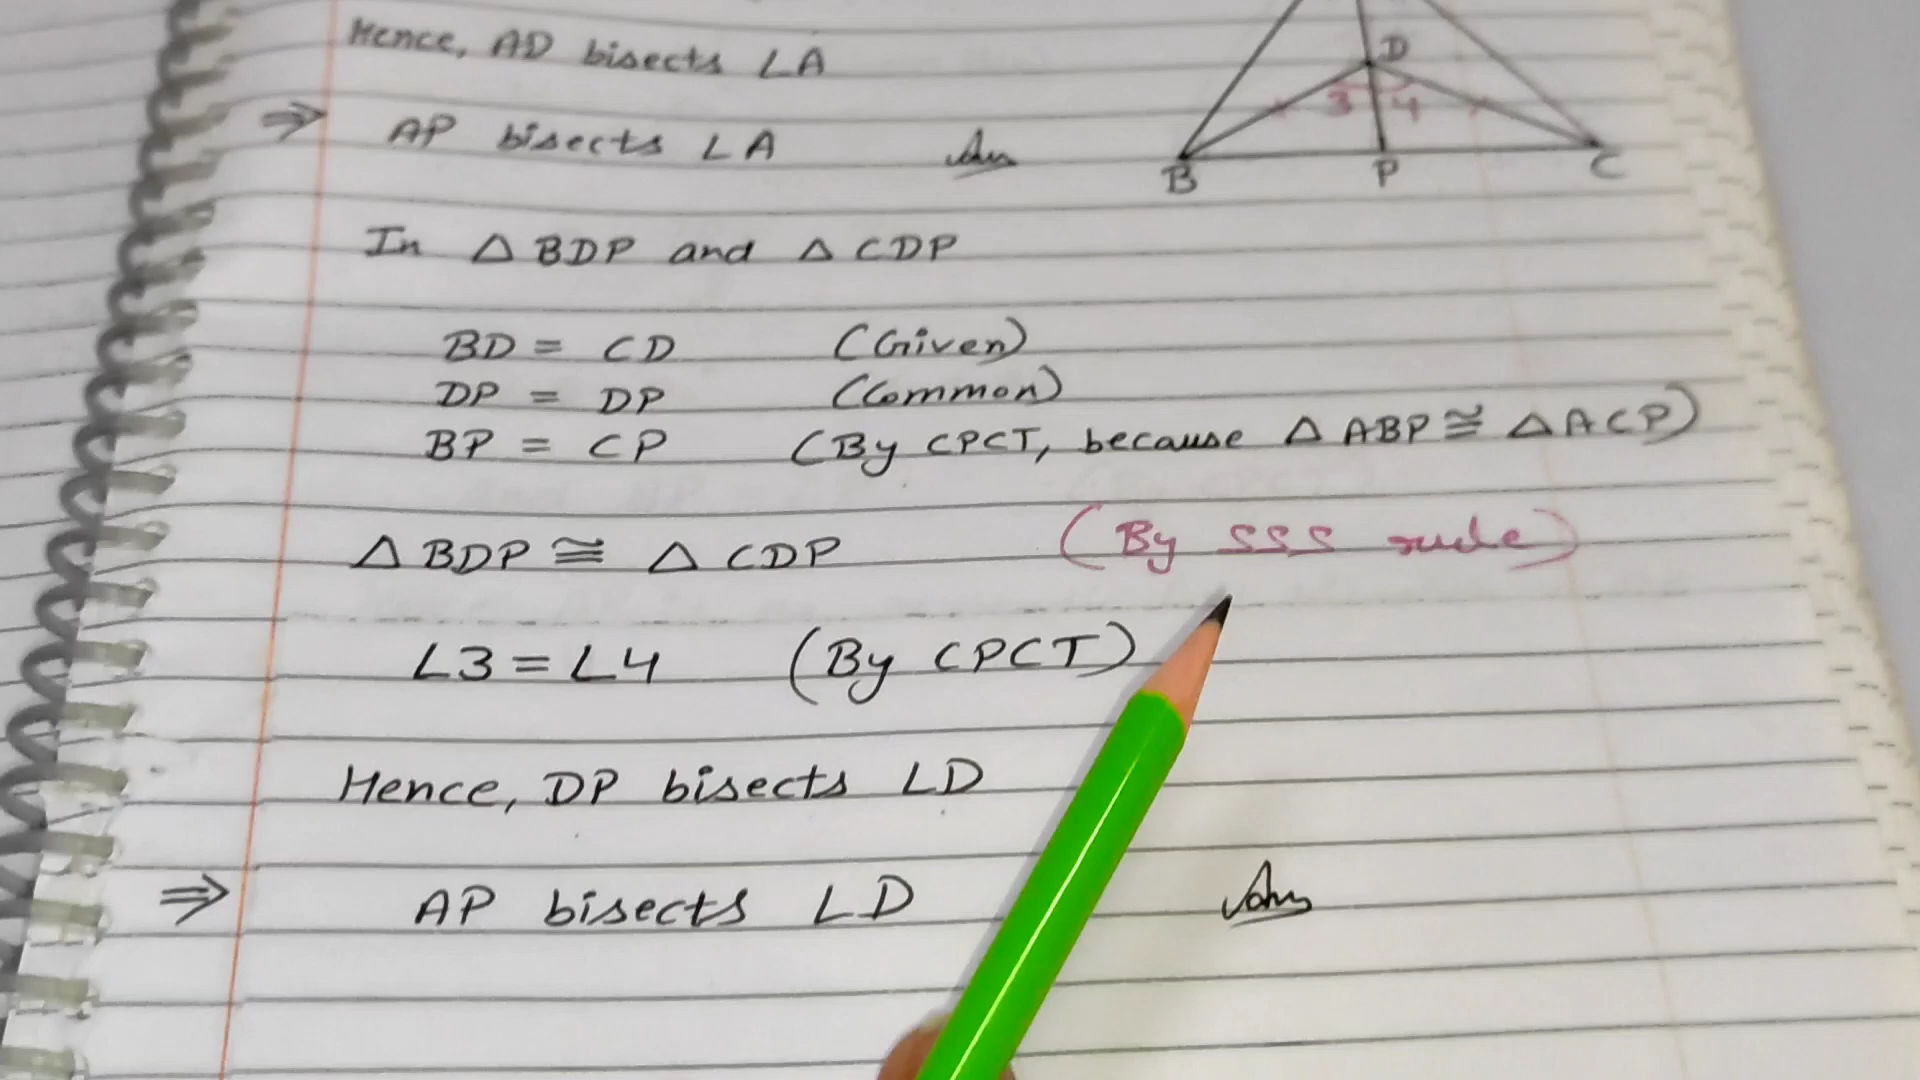 Hence, AD bisects ∠A
⇒ AP bisects ∠A Ans
D
3 4
B P C
In △ BDP and △ CDP
BD = CD (Given)
DP = DP (Common)
BP = CP (By CPCT, because △ ABP ≅ △ ACP)
△ BDP ≅ △ CDP (By SSS rule)
∠3 = ∠4 (By CPCT)
Hence, DP bisects ∠D
⇒ AP bisects ∠D Ans